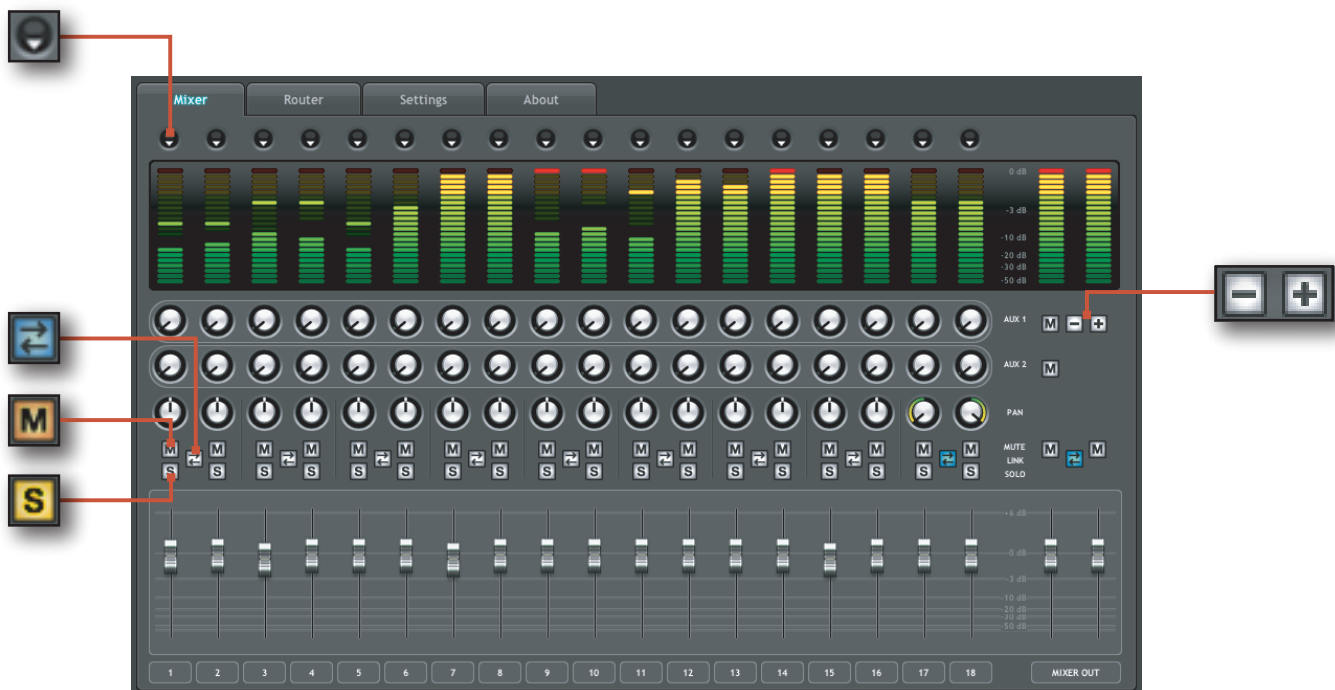 Mixer Router Settings About
0 dB
-3 dB
-10 dB
-20 dB
-30 dB
-50 dB
AUX 1 M
AUX 2 M
PAN
M
S
M M M M M M M M M M M M M M M M M M MUTE M M
LINK
S S S S S S S S S S S S S S S S S S SOLO
+6 dB
-0 dB
-3 dB
-10 dB
-20 dB
-30 dB
-50 dB
1 2 3 4 5 6 7 8 9 10 11 12 13 14 15 16 17 18 MIXER OUT